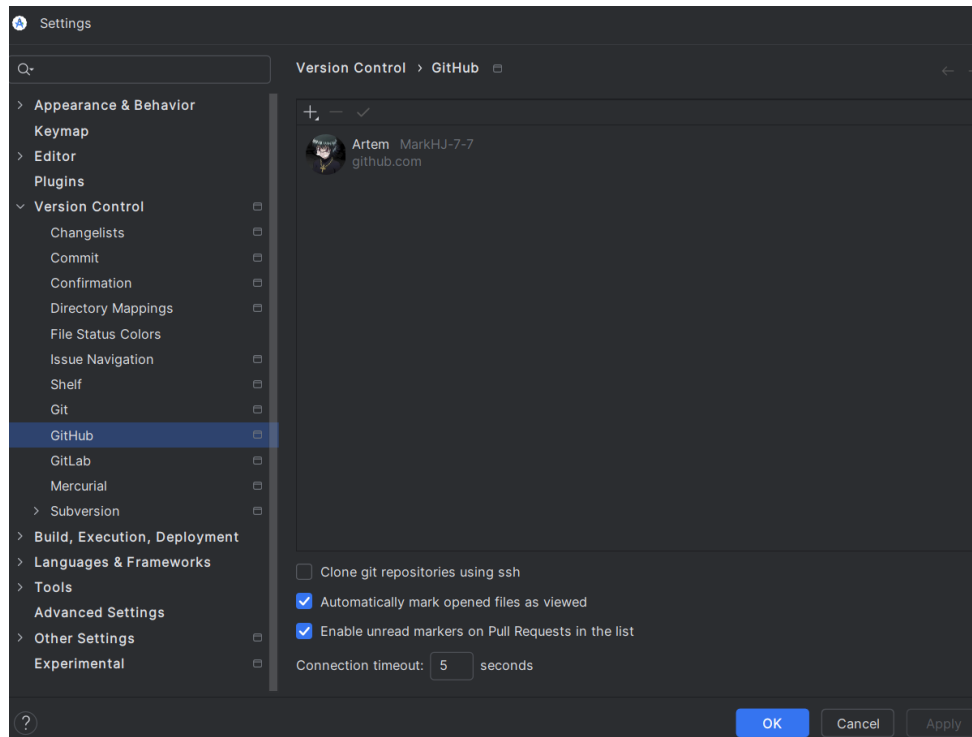 Settings
Version Control › GitHub
Appearance & Behavior
Keymap
Editor
Plugins
Version Control
Changelists
Commit
Confirmation
Directory Mappings
File Status Colors
Issue Navigation
Shelf
Git
GitHub
GitLab
Mercurial
Subversion
Build, Execution, Deployment
Languages & Frameworks
Tools
Advanced Settings
Other Settings
Experimental
Artem MarkHJ-7-7
github.com
Clone git repositories using ssh
Automatically mark opened files as viewed
Enable unread markers on Pull Requests in the list
Connection timeout: 5 seconds
? OK Cancel Apply